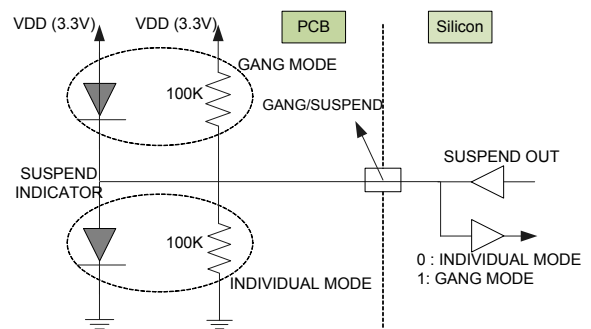 VDD (3.3V)
VDD (3.3V)
PCB
Silicon
GANG MODE
100K
GANG/SUSPEND
SUSPEND OUT
SUSPEND
INDICATOR
100K
INDIVIDUAL MODE
0 : INDIVIDUAL MODE
1: GANG MODE